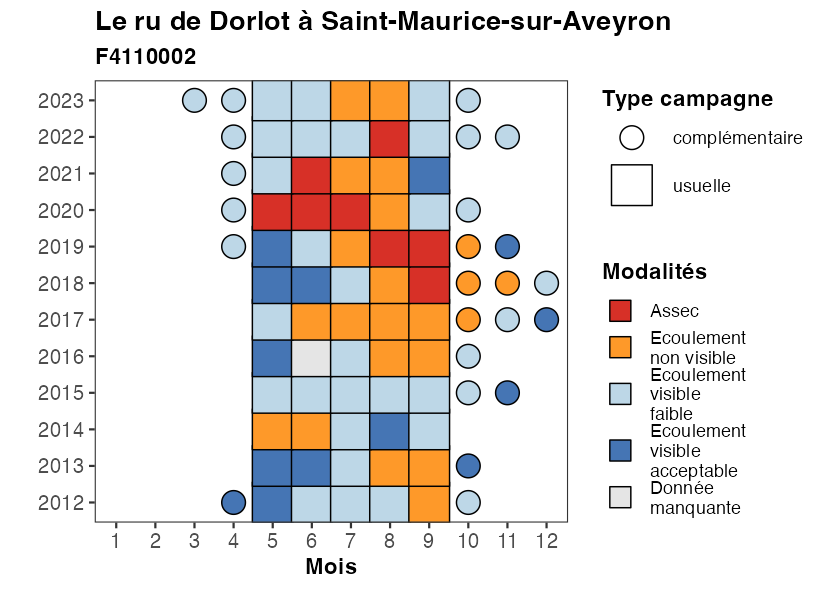 Le ru de Dorlot à Saint-Maurice-sur-Aveyron
F4110002
2023
2022
2021
2020
2019
2018
2017
2016
2015
2014
2013
2012
1 2 3 4 5 6 7 8 9 10 11 12
Mois
Type campagne
complémentaire
usuelle
Modalités
Assec
Ecoulement
non visible
Ecoulement
visible
faible
Ecoulement
visible
acceptable
Donnée
manquante